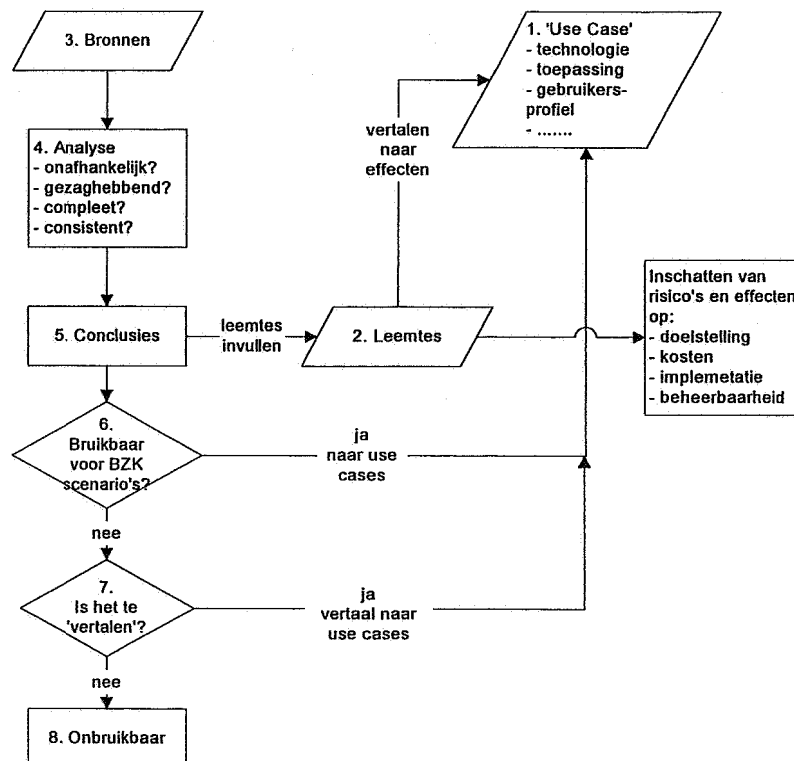 3. Bronnen
1. 'Use Case'
- technologie
- toepassing
- gebruikers-
profiel
- .......
vertalen
naar
effecten
4. Analyse
- onafhankelijk?
- gezaghebbend?
- compleet?
- consistent?
Inschatten van
risico's en effecten
op:
- doelstelling
- kosten
- implemetatie
- beheerbaarheid
5. Conclusies
leemtes
invullen
2. Leemtes
6.
Bruikbaar
voor BZK
scenario's?
ja
naar use
cases
nee
7.
Is het te
'vertalen'?
ja
vertaal naar
use cases
nee
8. Onbruikbaar